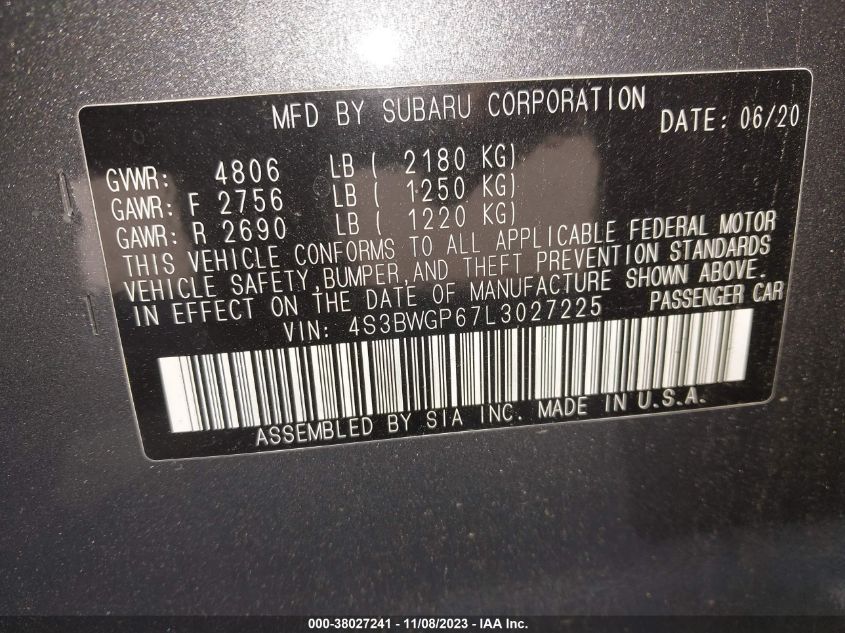 MFD BY SUBARU CORPORATION DATE: 06/20
GVWR: 4806 LB ( 2180 KG)
GAWR: F 2756 LB ( 1250 KG)
GAWR: R 2690 LB ( 1220 KG)
THIS VEHICLE CONFORMS TO ALL APPLICABLE FEDERAL MOTOR
VEHICLE SAFETY,BUMPER,AND THEFT PREVENTION STANDARDS
IN EFFECT ON THE DATE OF MANUFACTURE SHOWN ABOVE.
VIN: 4S3BWGP67L3027225 PASSENGER CAR
ASSEMBLED BY SIA INC. MADE IN U.S.A.
000-38027241 - 11/08/2023 - IAA Inc.